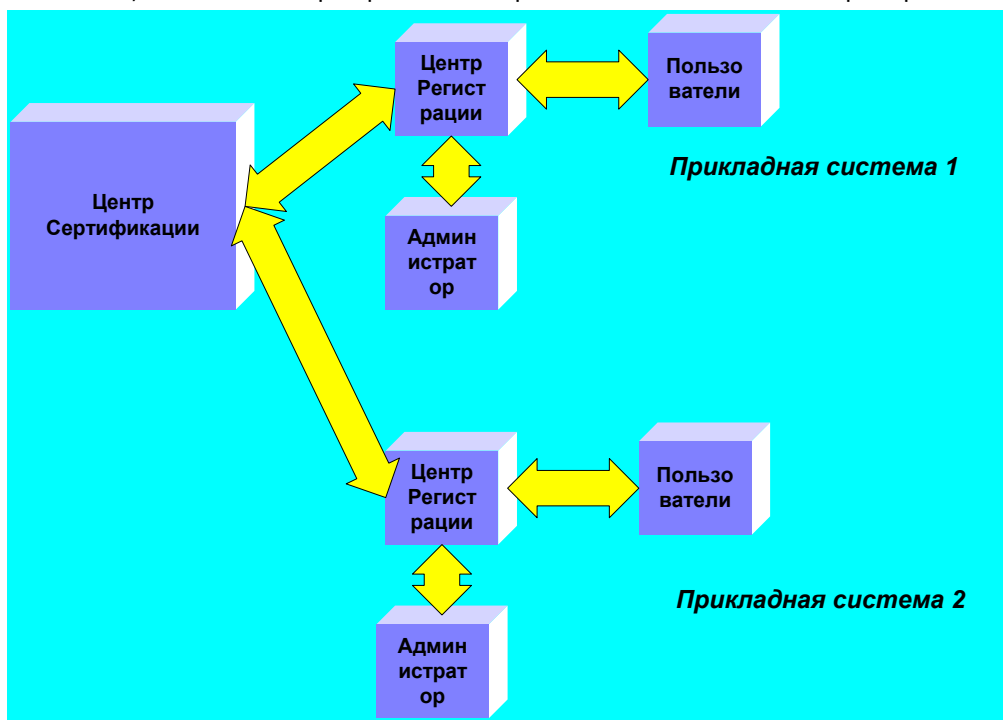 Центр
Регист
рации
Пользо
ватели
Прикладная система 1
Центр
Сертификации
Админ
истрат
ор
Центр
Регист
рации
Пользо
ватели
Прикладная система 2
Админ
истрат
ор